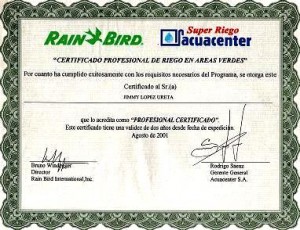 RAIN BIRD
Super Riego
acuacenter
"CERTIFICADO PROFESIONAL DE RIEGO EN AREAS VERDES"
Por cuanto ha cumplido exitosamente con los requisitos necesarios del Programa, se otorga este
Certificado al Sr.(a)
JIMMY LOPEZ URETA
que lo acredita como "PROFESIONAL CERTIFICADO".
Este certificado tiene una validez de dos años desde fecha de expedición.
Agosto de 2001
Bruno
Director
Rain Bird International, Inc.
Rodrigo Saenz
Gerente General
Acuacenter S.A.